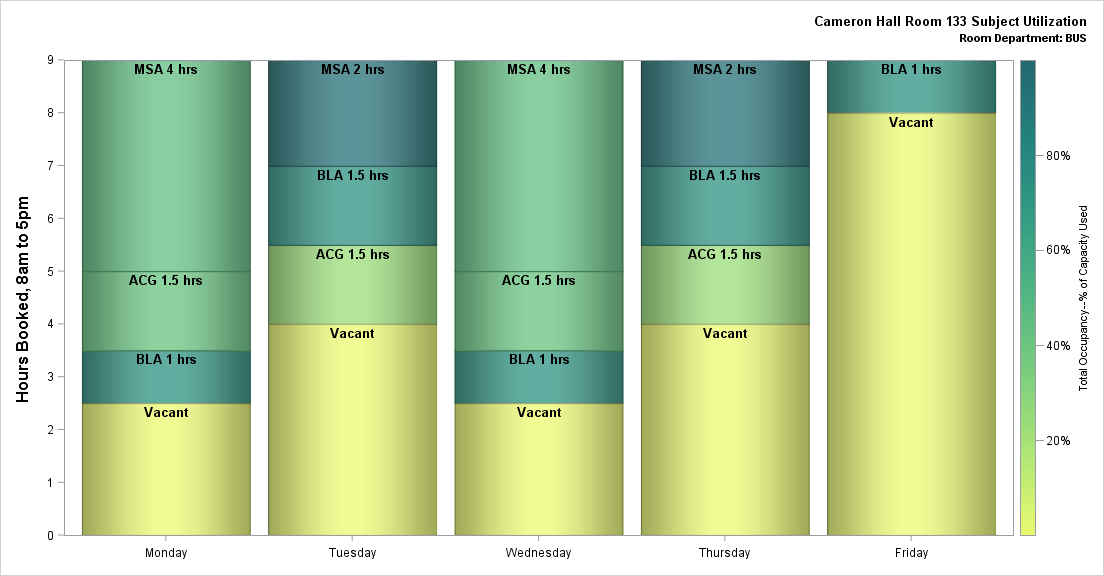 Cameron Hall Room 133 Subject Utilization
Room Department: BUS
Hours Booked, 8am to 5pm
9
8
7
6
5
4
3
2
1
0
MSA 4 hrs
ACG 1.5 hrs
BLA 1 hrs
Vacant
MSA 2 hrs
BLA 1.5 hrs
ACG 1.5 hrs
Vacant
MSA 4 hrs
ACG 1.5 hrs
BLA 1 hrs
Vacant
MSA 2 hrs
BLA 1.5 hrs
ACG 1.5 hrs
Vacant
BLA 1 hrs
Vacant
Monday
Tuesday
Wednesday
Thursday
Friday
80%
60%
40%
20%
Total Occupancy--% of Capacity Used